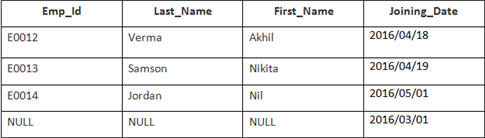 Emp_Id Last_Name First_Name Joining_Date
E0012 Verma Akhil 2016/04/18
E0013 Samson Nikita 2016/04/19
E0014 Jordan Nil 2016/05/01
NULL NULL NULL 2016/03/01